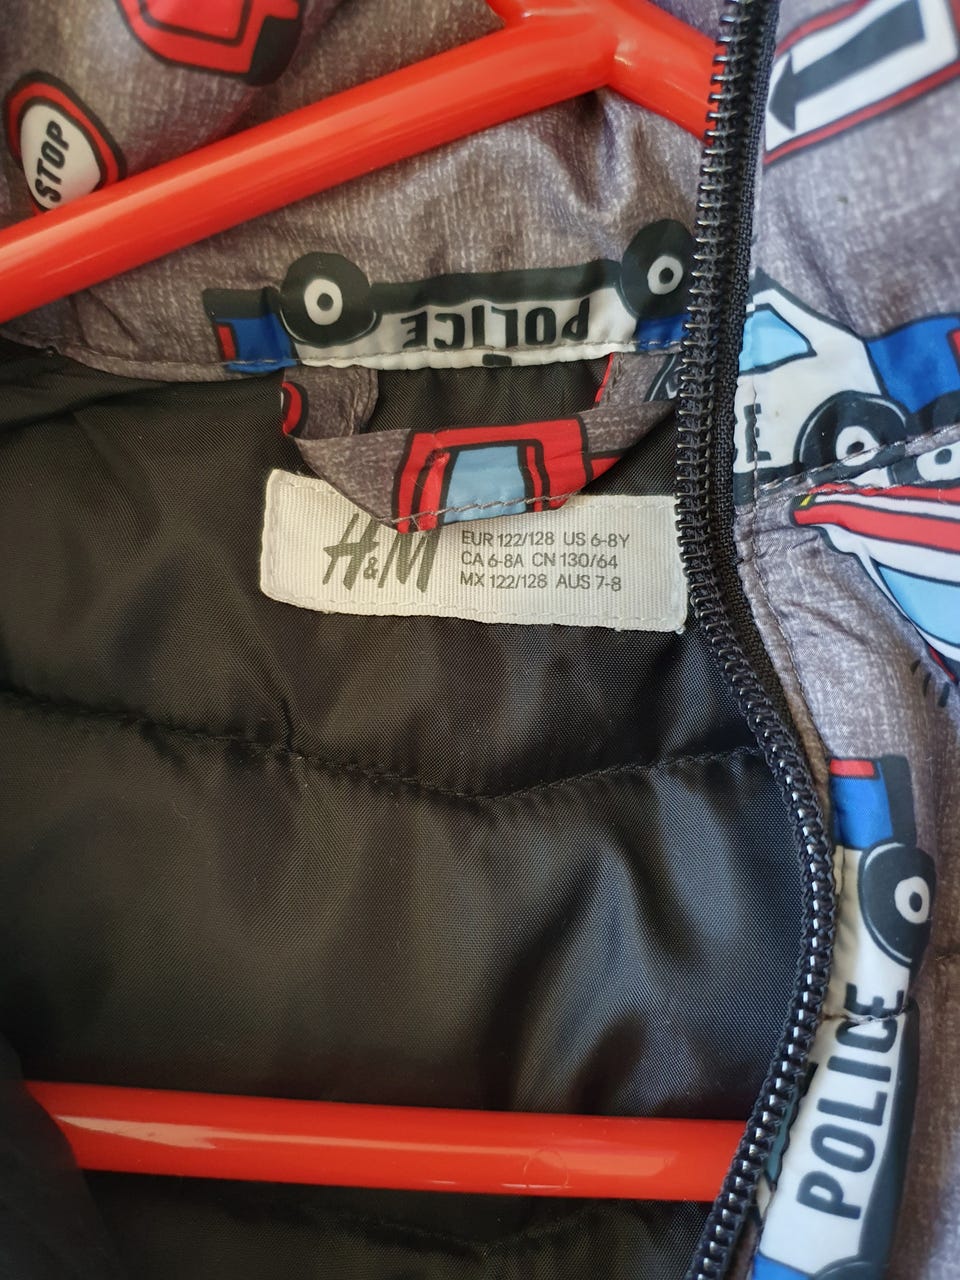 STOP
POLICE
H&M
EUR 122/128 US 6-8Y
CA 6-8A CN 130/64
MX 122/128 AUS 7-8
POLICE